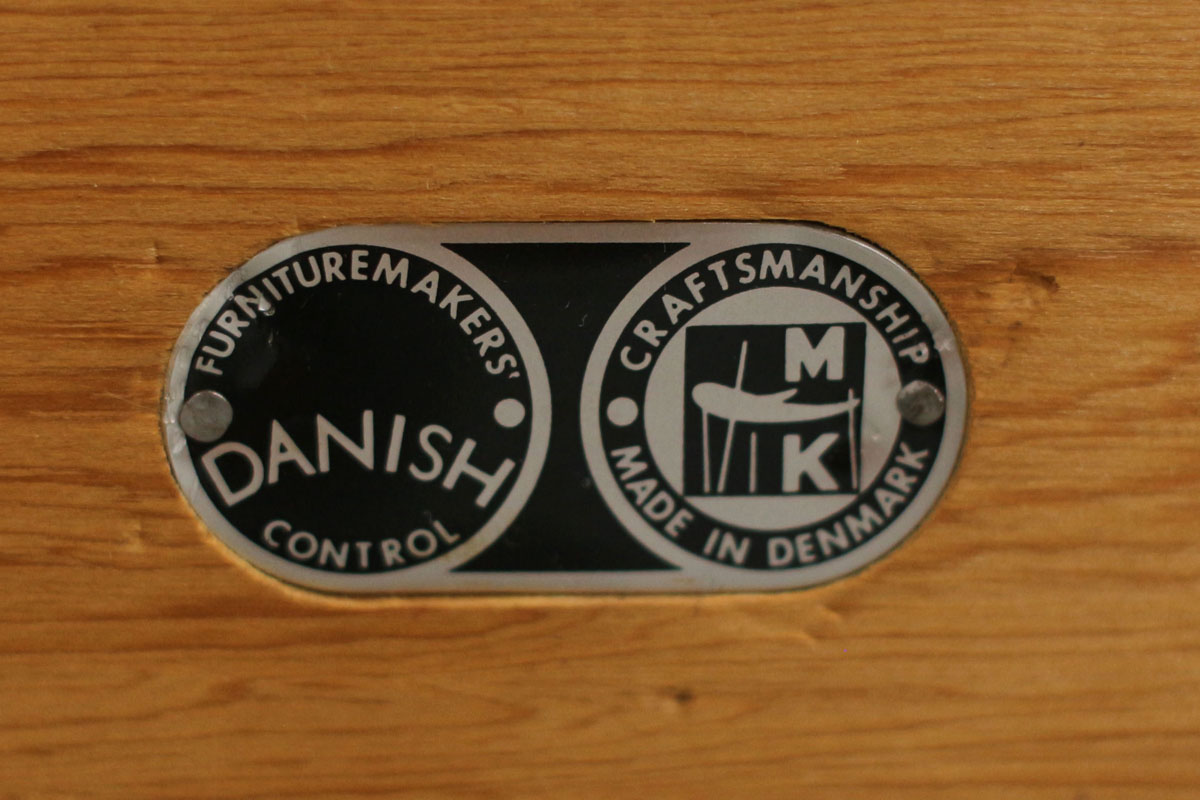 FURNITUREMAKERS'
DANISH
CONTROL
CRAFTSMANSHIP
M
K
MADE IN DENMARK